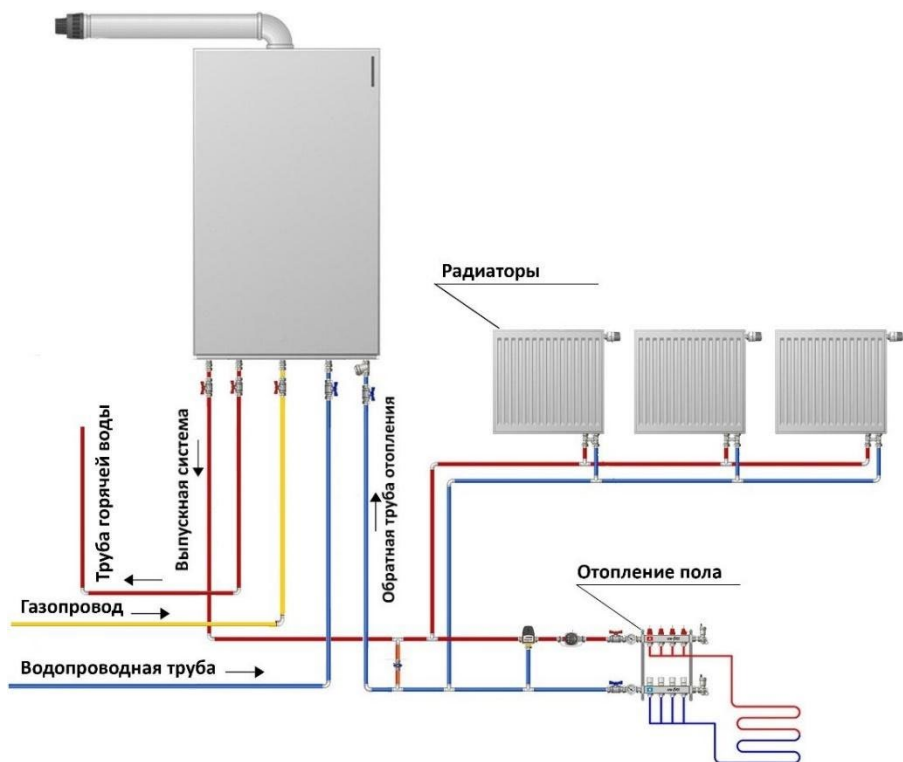 Радиаторы
Труба горячей воды
Выпускная система
Обратная труба отопления
Отопление пола
Газопровод
Водопроводная труба